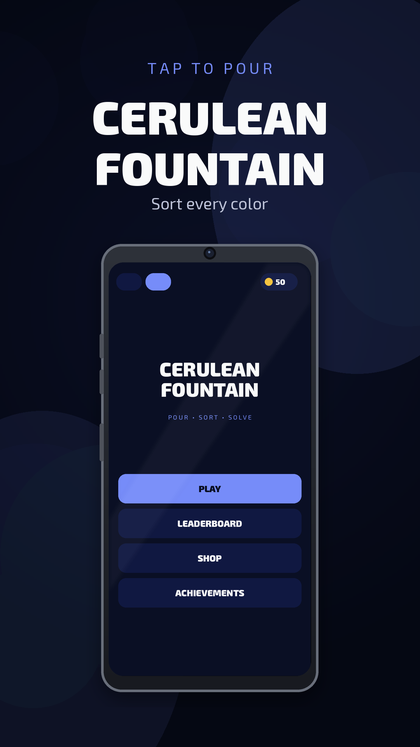 TAP TO POUR
CERULEAN
FOUNTAIN
Sort every color
50
CERULEAN
FOUNTAIN
POUR • SORT • SOLVE
PLAY
LEADERBOARD
SHOP
ACHIEVEMENTS